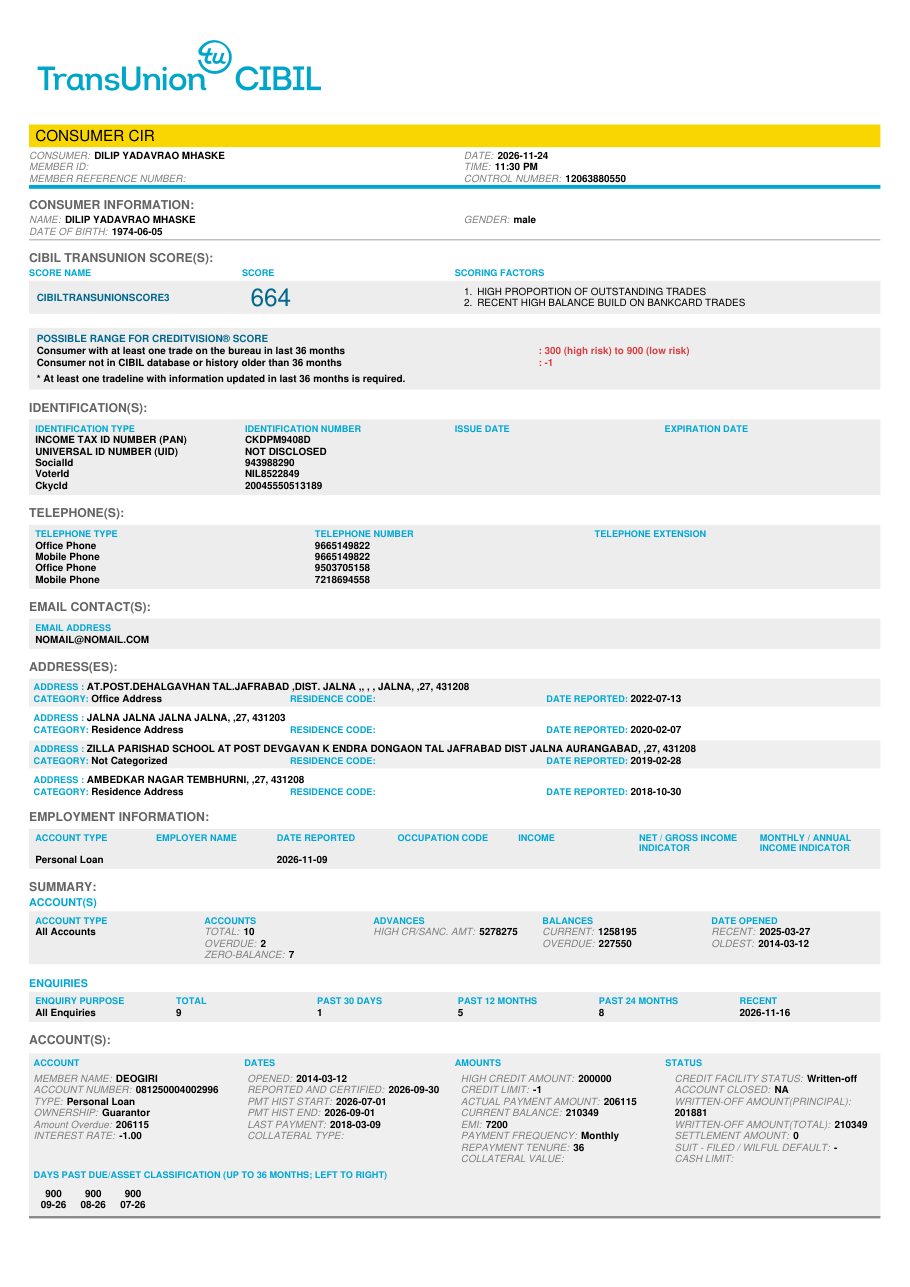 TransUnion tu CIBIL
CONSUMER CIR
CONSUMER: DILIP YADAVRAO MHASKE DATE: 2026-11-24
MEMBER ID: TIME: 11:30 PM
MEMBER REFERENCE NUMBER: CONTROL NUMBER: 12063880550
CONSUMER INFORMATION:
NAME: DILIP YADAVRAO MHASKE GENDER: male
DATE OF BIRTH: 1974-06-05
CIBIL TRANSUNION SCORE(S):
SCORE NAME SCORE SCORING FACTORS
CIBILTRANSUNIONSCORE3 664 1. HIGH PROPORTION OF OUTSTANDING TRADES
2. RECENT HIGH BALANCE BUILD ON BANKCARD TRADES
POSSIBLE RANGE FOR CREDITVISION® SCORE
Consumer with at least one trade on the bureau in last 36 months : 300 (high risk) to 900 (low risk)
Consumer not in CIBIL database or history older than 36 months : -1
* At least one tradeline with information updated in last 36 months is required.
IDENTIFICATION(S):
IDENTIFICATION TYPE IDENTIFICATION NUMBER ISSUE DATE EXPIRATION DATE
INCOME TAX ID NUMBER (PAN) CKDPM9408D
UNIVERSAL ID NUMBER (UID) NOT DISCLOSED
SocialId 943988290
VoterId NIL8522849
CkycId 20045550513189
TELEPHONE(S):
TELEPHONE TYPE TELEPHONE NUMBER TELEPHONE EXTENSION
Office Phone 9665149822
Mobile Phone 9665149822
Office Phone 9503705158
Mobile Phone 7218694558
EMAIL CONTACT(S):
EMAIL ADDRESS
NOMAIL@NOMAIL.COM
ADDRESS(ES):
ADDRESS : AT.POST.DEHALGAVHAN TAL.JAFRABAD ,DIST. JALNA ,, , , JALNA, ,27, 431208
CATEGORY: Office Address RESIDENCE CODE: DATE REPORTED: 2022-07-13
ADDRESS : JALNA JALNA JALNA JALNA, ,27, 431203
CATEGORY: Residence Address RESIDENCE CODE: DATE REPORTED: 2020-02-07
ADDRESS : ZILLA PARISHAD SCHOOL AT POST DEVGAVAN K ENDRA DONGAON TAL JAFRABAD DIST JALNA AURANGABAD, ,27, 431208
CATEGORY: Not Categorized RESIDENCE CODE: DATE REPORTED: 2019-02-28
ADDRESS : AMBEDKAR NAGAR TEMBHURNI, ,27, 431208
CATEGORY: Residence Address RESIDENCE CODE: DATE REPORTED: 2018-10-30
EMPLOYMENT INFORMATION:
ACCOUNT TYPE EMPLOYER NAME DATE REPORTED OCCUPATION CODE INCOME NET / GROSS INCOME MONTHLY / ANNUAL
INDICATOR INCOME INDICATOR
Personal Loan 2026-11-09
SUMMARY:
ACCOUNT(S)
ACCOUNT TYPE ACCOUNTS ADVANCES BALANCES DATE OPENED
All Accounts TOTAL: 10 HIGH CR/SANC. AMT: 5278275 CURRENT: 1258195 RECENT: 2025-03-27
OVERDUE: 2 OVERDUE: 227550 OLDEST: 2014-03-12
ZERO-BALANCE: 7
ENQUIRIES
ENQUIRY PURPOSE TOTAL PAST 30 DAYS PAST 12 MONTHS PAST 24 MONTHS RECENT
All Enquiries 9 1 5 8 2026-11-16
ACCOUNT(S):
ACCOUNT DATES AMOUNTS STATUS
MEMBER NAME: DEOGIRI OPENED: 2014-03-12 HIGH CREDIT AMOUNT: 200000 CREDIT FACILITY STATUS: Written-off
ACCOUNT NUMBER: 081250004002996 REPORTED AND CERTIFIED: 2026-09-30 CREDIT LIMIT: -1 ACCOUNT CLOSED: NA
TYPE: Personal Loan PMT HIST START: 2026-07-01 ACTUAL PAYMENT AMOUNT: 206115 WRITTEN-OFF AMOUNT(PRINCIPAL):
OWNERSHIP: Guarantor PMT HIST END: 2026-09-01 CURRENT BALANCE: 210349 201881
Amount Overdue: 206115 LAST PAYMENT: 2018-03-09 EMI: 7200 WRITTEN-OFF AMOUNT(TOTAL): 210349
INTEREST RATE: -1.00 COLLATERAL TYPE: PAYMENT FREQUENCY: Monthly SETTLEMENT AMOUNT: 0
REPAYMENT TENURE: 36 SUIT - FILED / WILFUL DEFAULT: -
COLLATERAL VALUE: CASH LIMIT:
DAYS PAST DUE/ASSET CLASSIFICATION (UP TO 36 MONTHS; LEFT TO RIGHT)
900 900 900
09-26 08-26 07-26